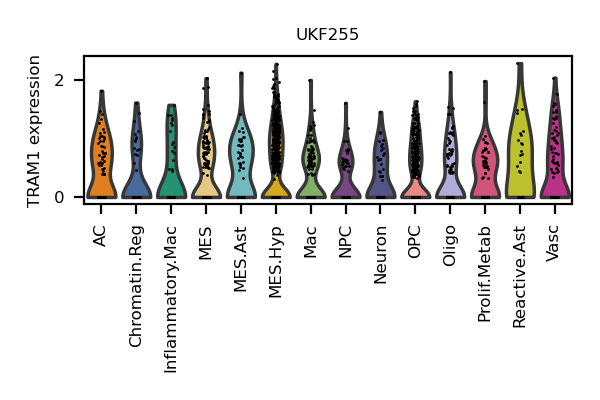 UKF255
TRAM1 expression
2
0
AC
Chromatin.Reg
Inflammatory.Mac
MES
MES.Ast
MES.Hyp
Mac
NPC
Neuron
OPC
Oligo
Prolif.Metab
Reactive.Ast
Vasc